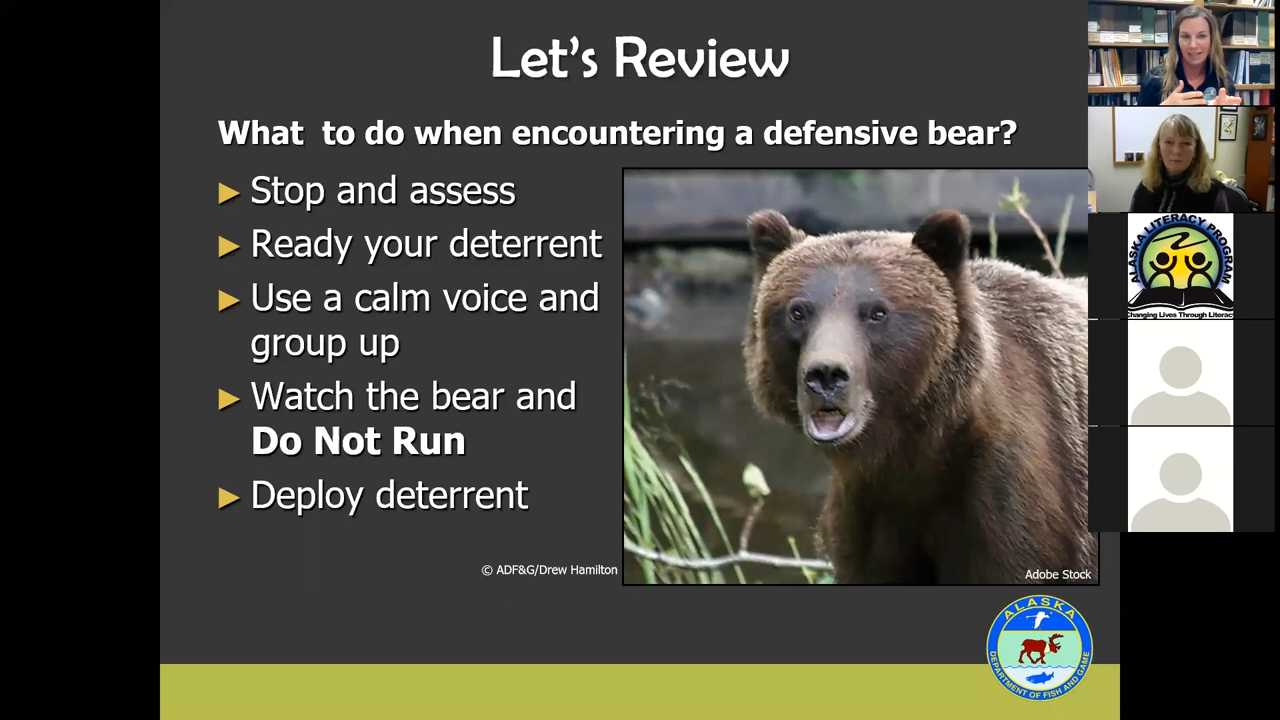 Let's Review
What to do when encountering a defensive bear?
► Stop and assess
► Ready your deterrent
► Use a calm voice and
group up
► Watch the bear and
Do Not Run
► Deploy deterrent
© ADF&G/Drew Hamilton
Adobe Stock
ALASKA
DEPARTMENT OF FISH AND GAME
ALASKA LITERACY PROGRAM
Changing Lives Through Literacy